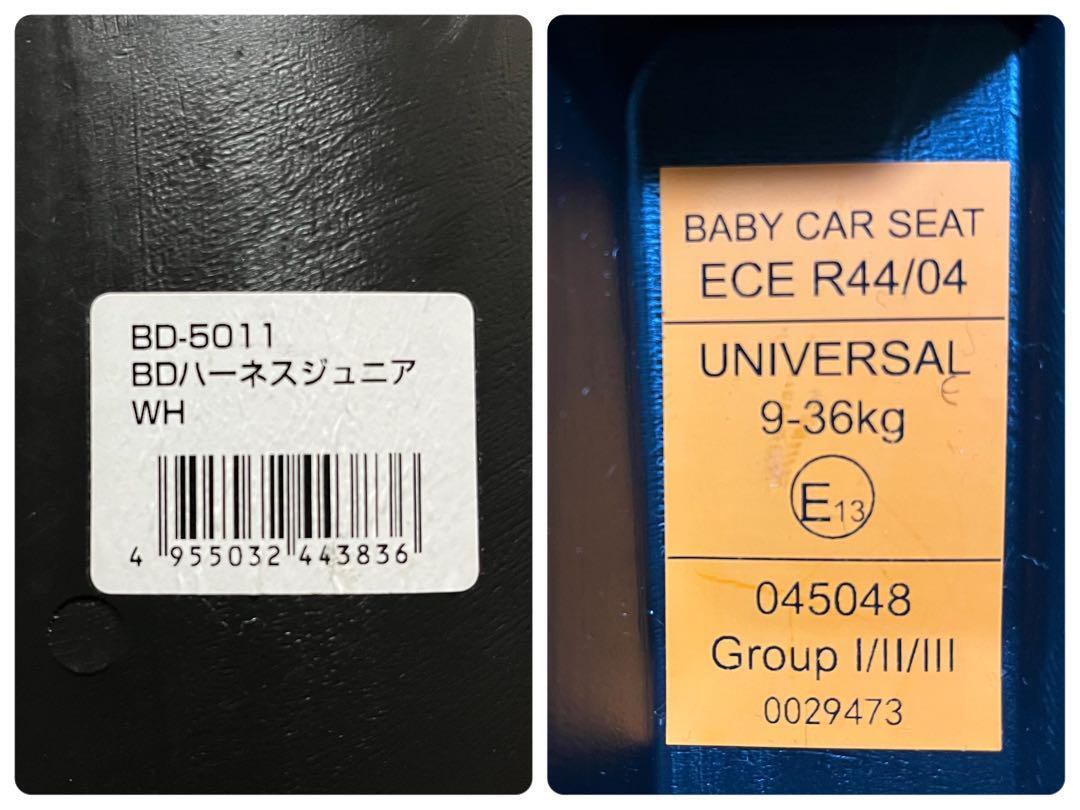 BD-5011
BDハーネスジュニア
WH
4 955032 443836
BABY CAR SEAT
ECE R44/04
UNIVERSAL
9-36kg
E13
045048
Group I/II/III
0029473